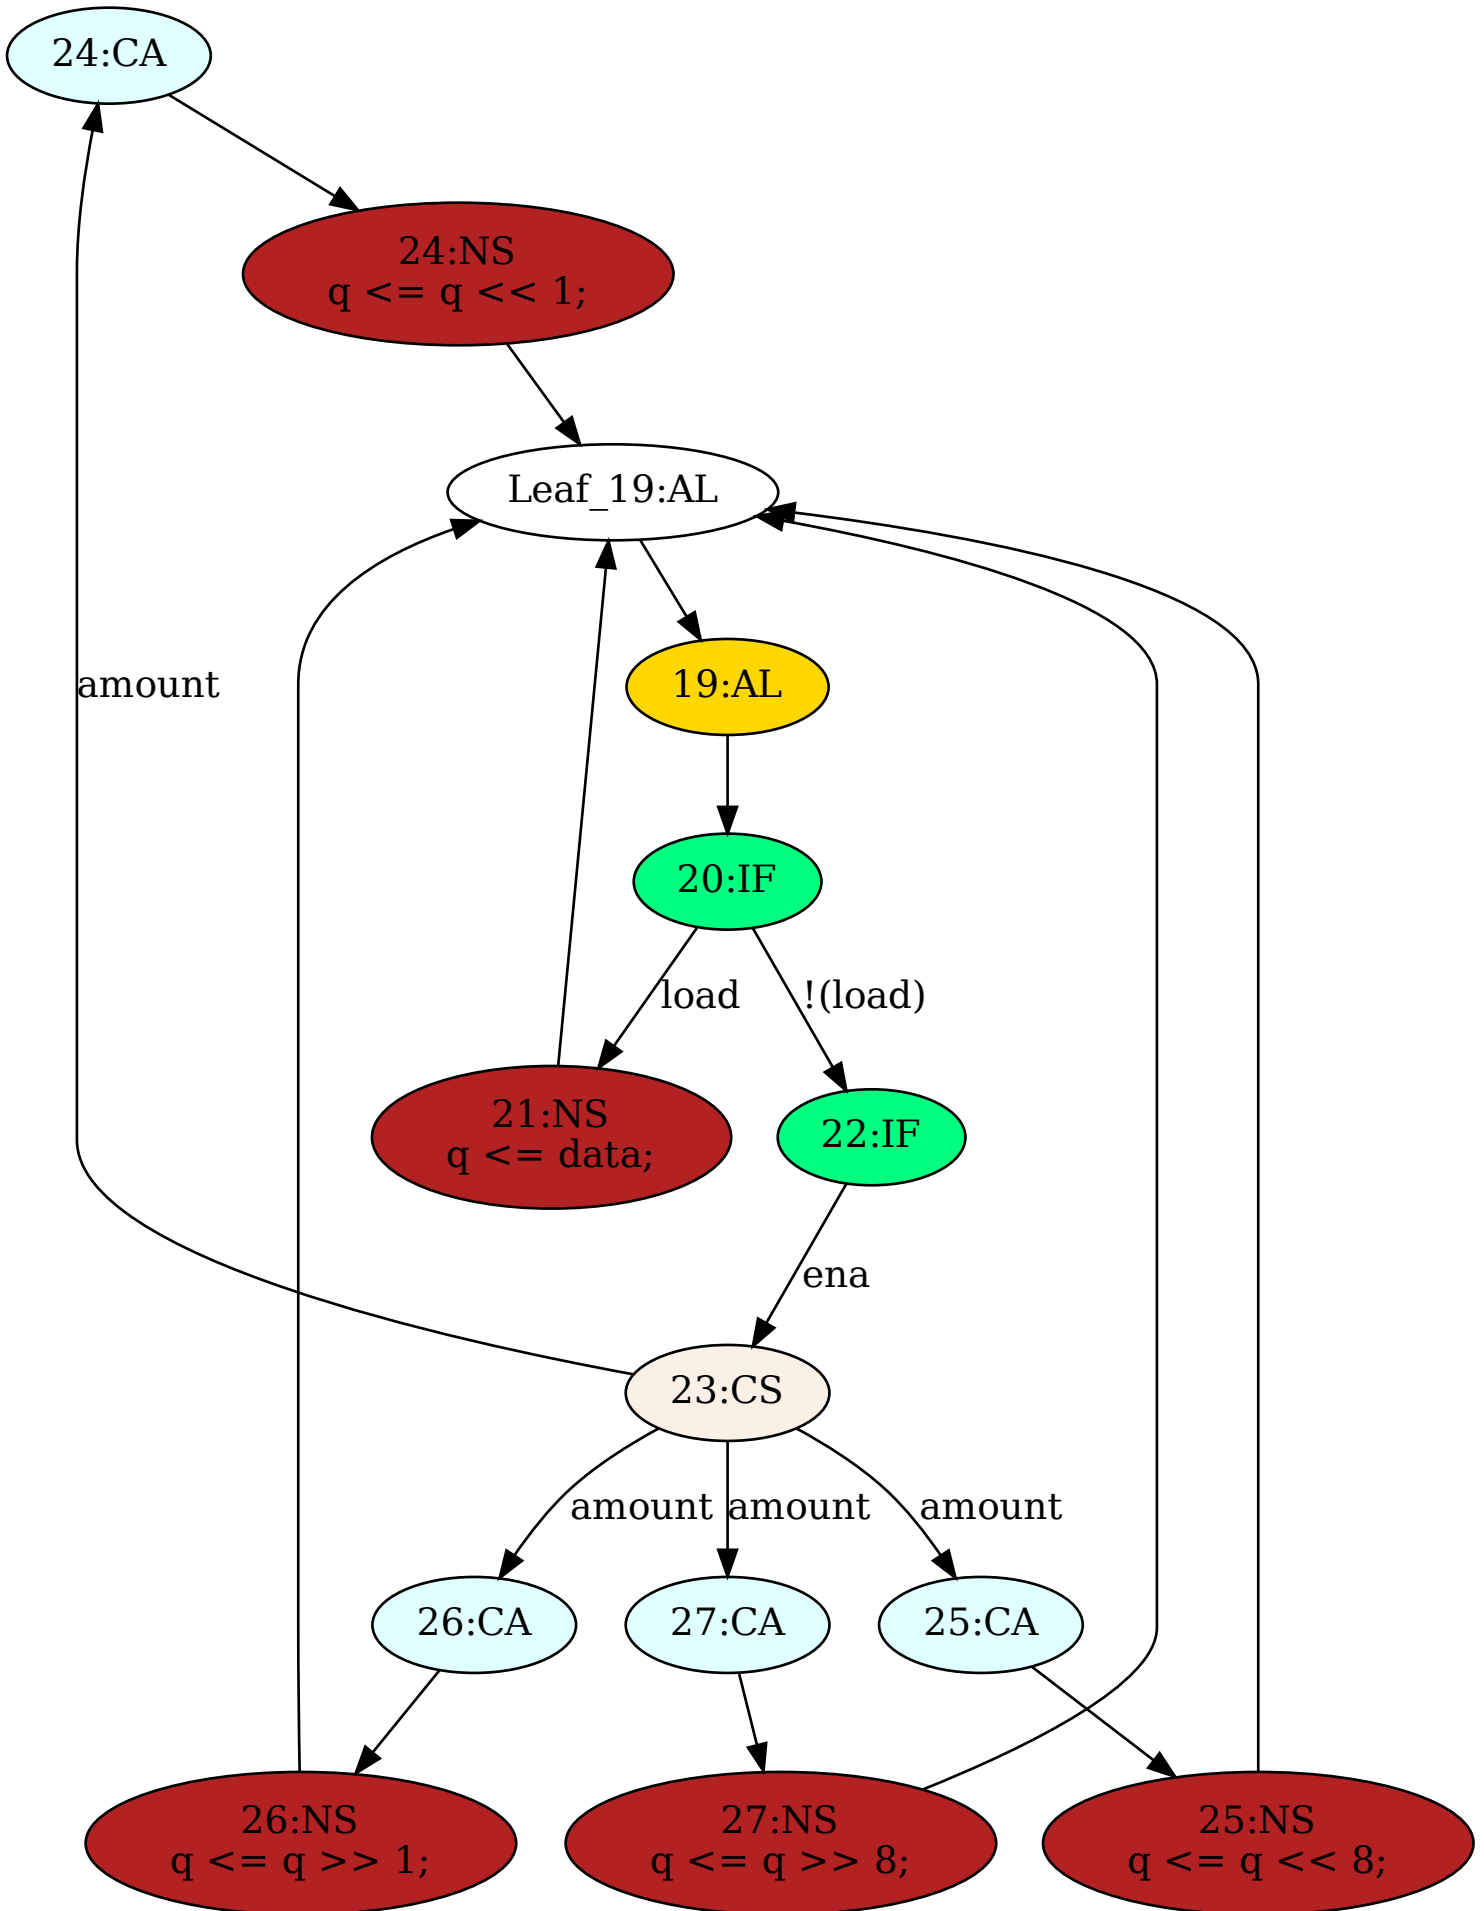 24:CA
24:NS
q <= q << 1;
Leaf_19:AL
amount
19:AL
20:IF
load
!(load)
21:NS
q <= data;
22:IF
ena
23:CS
amount
amount
amount
26:CA
27:CA
25:CA
26:NS
q <= q >> 1;
27:NS
q <= q >> 8;
25:NS
q <= q << 8;